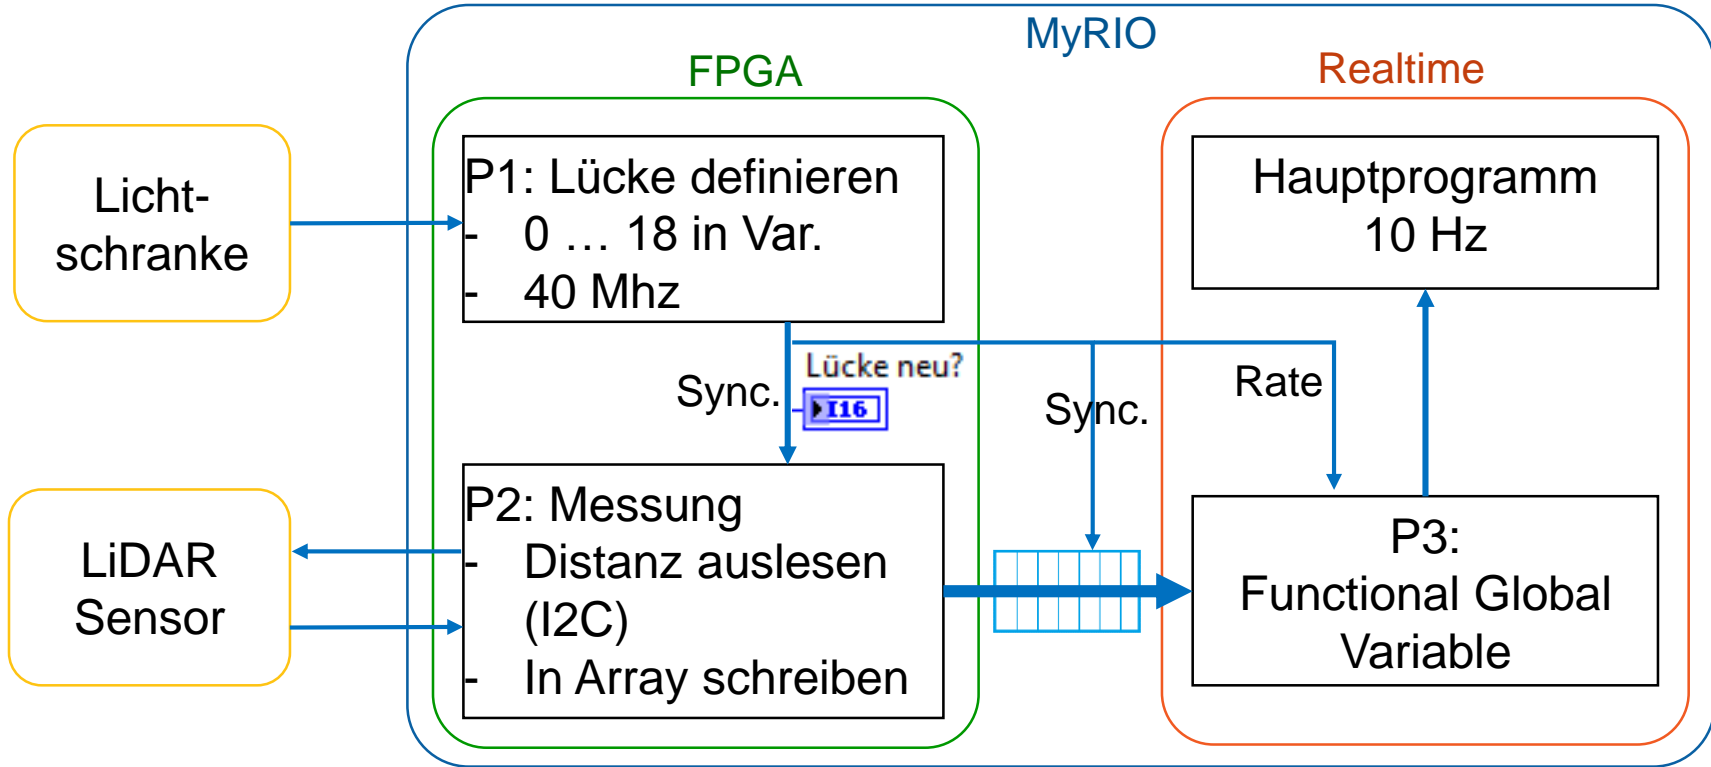 MyRIO
FPGA
Realtime
Licht-
schranke
P1: Lücke definieren
- 0 … 18 in Var.
- 40 Mhz
Hauptprogramm
10 Hz
Lücke neu?
I16
Sync.
Sync.
Rate
LiDAR
Sensor
P2: Messung
- Distanz auslesen
(I2C)
- In Array schreiben
P3:
Functional Global
Variable